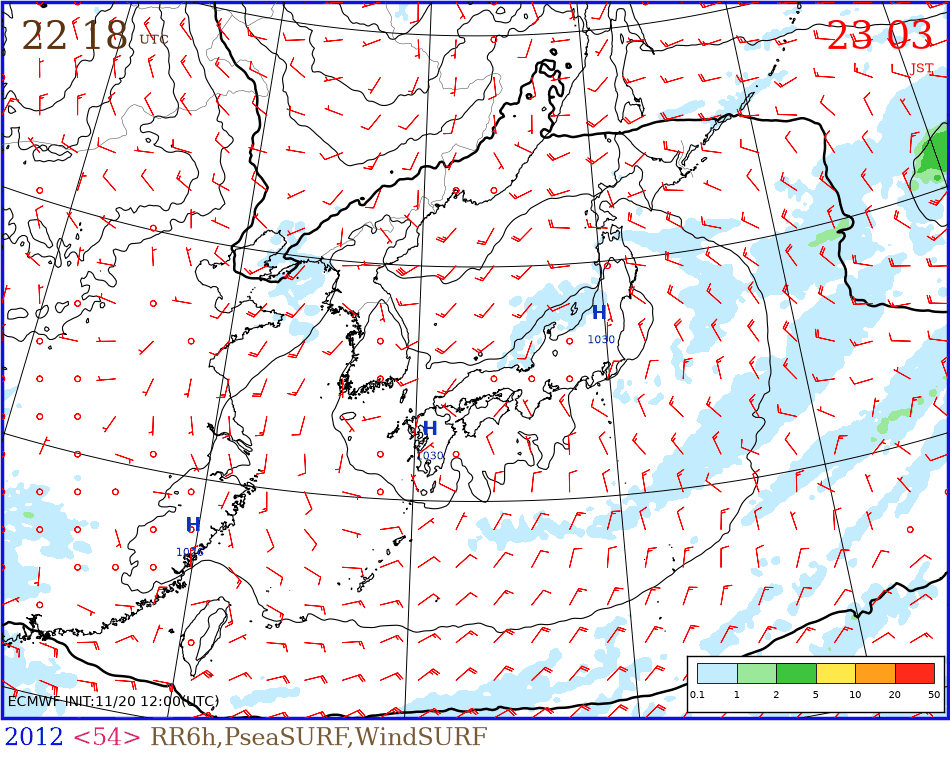 22 18 UTC 23 03
JST
H
1030
H
1030
H
0.1 1 2 5 10 20 50
ECMWF INIT:11/20 12:00(UTC)
2012 <54> RR6h,PseaSURF,WindSURF